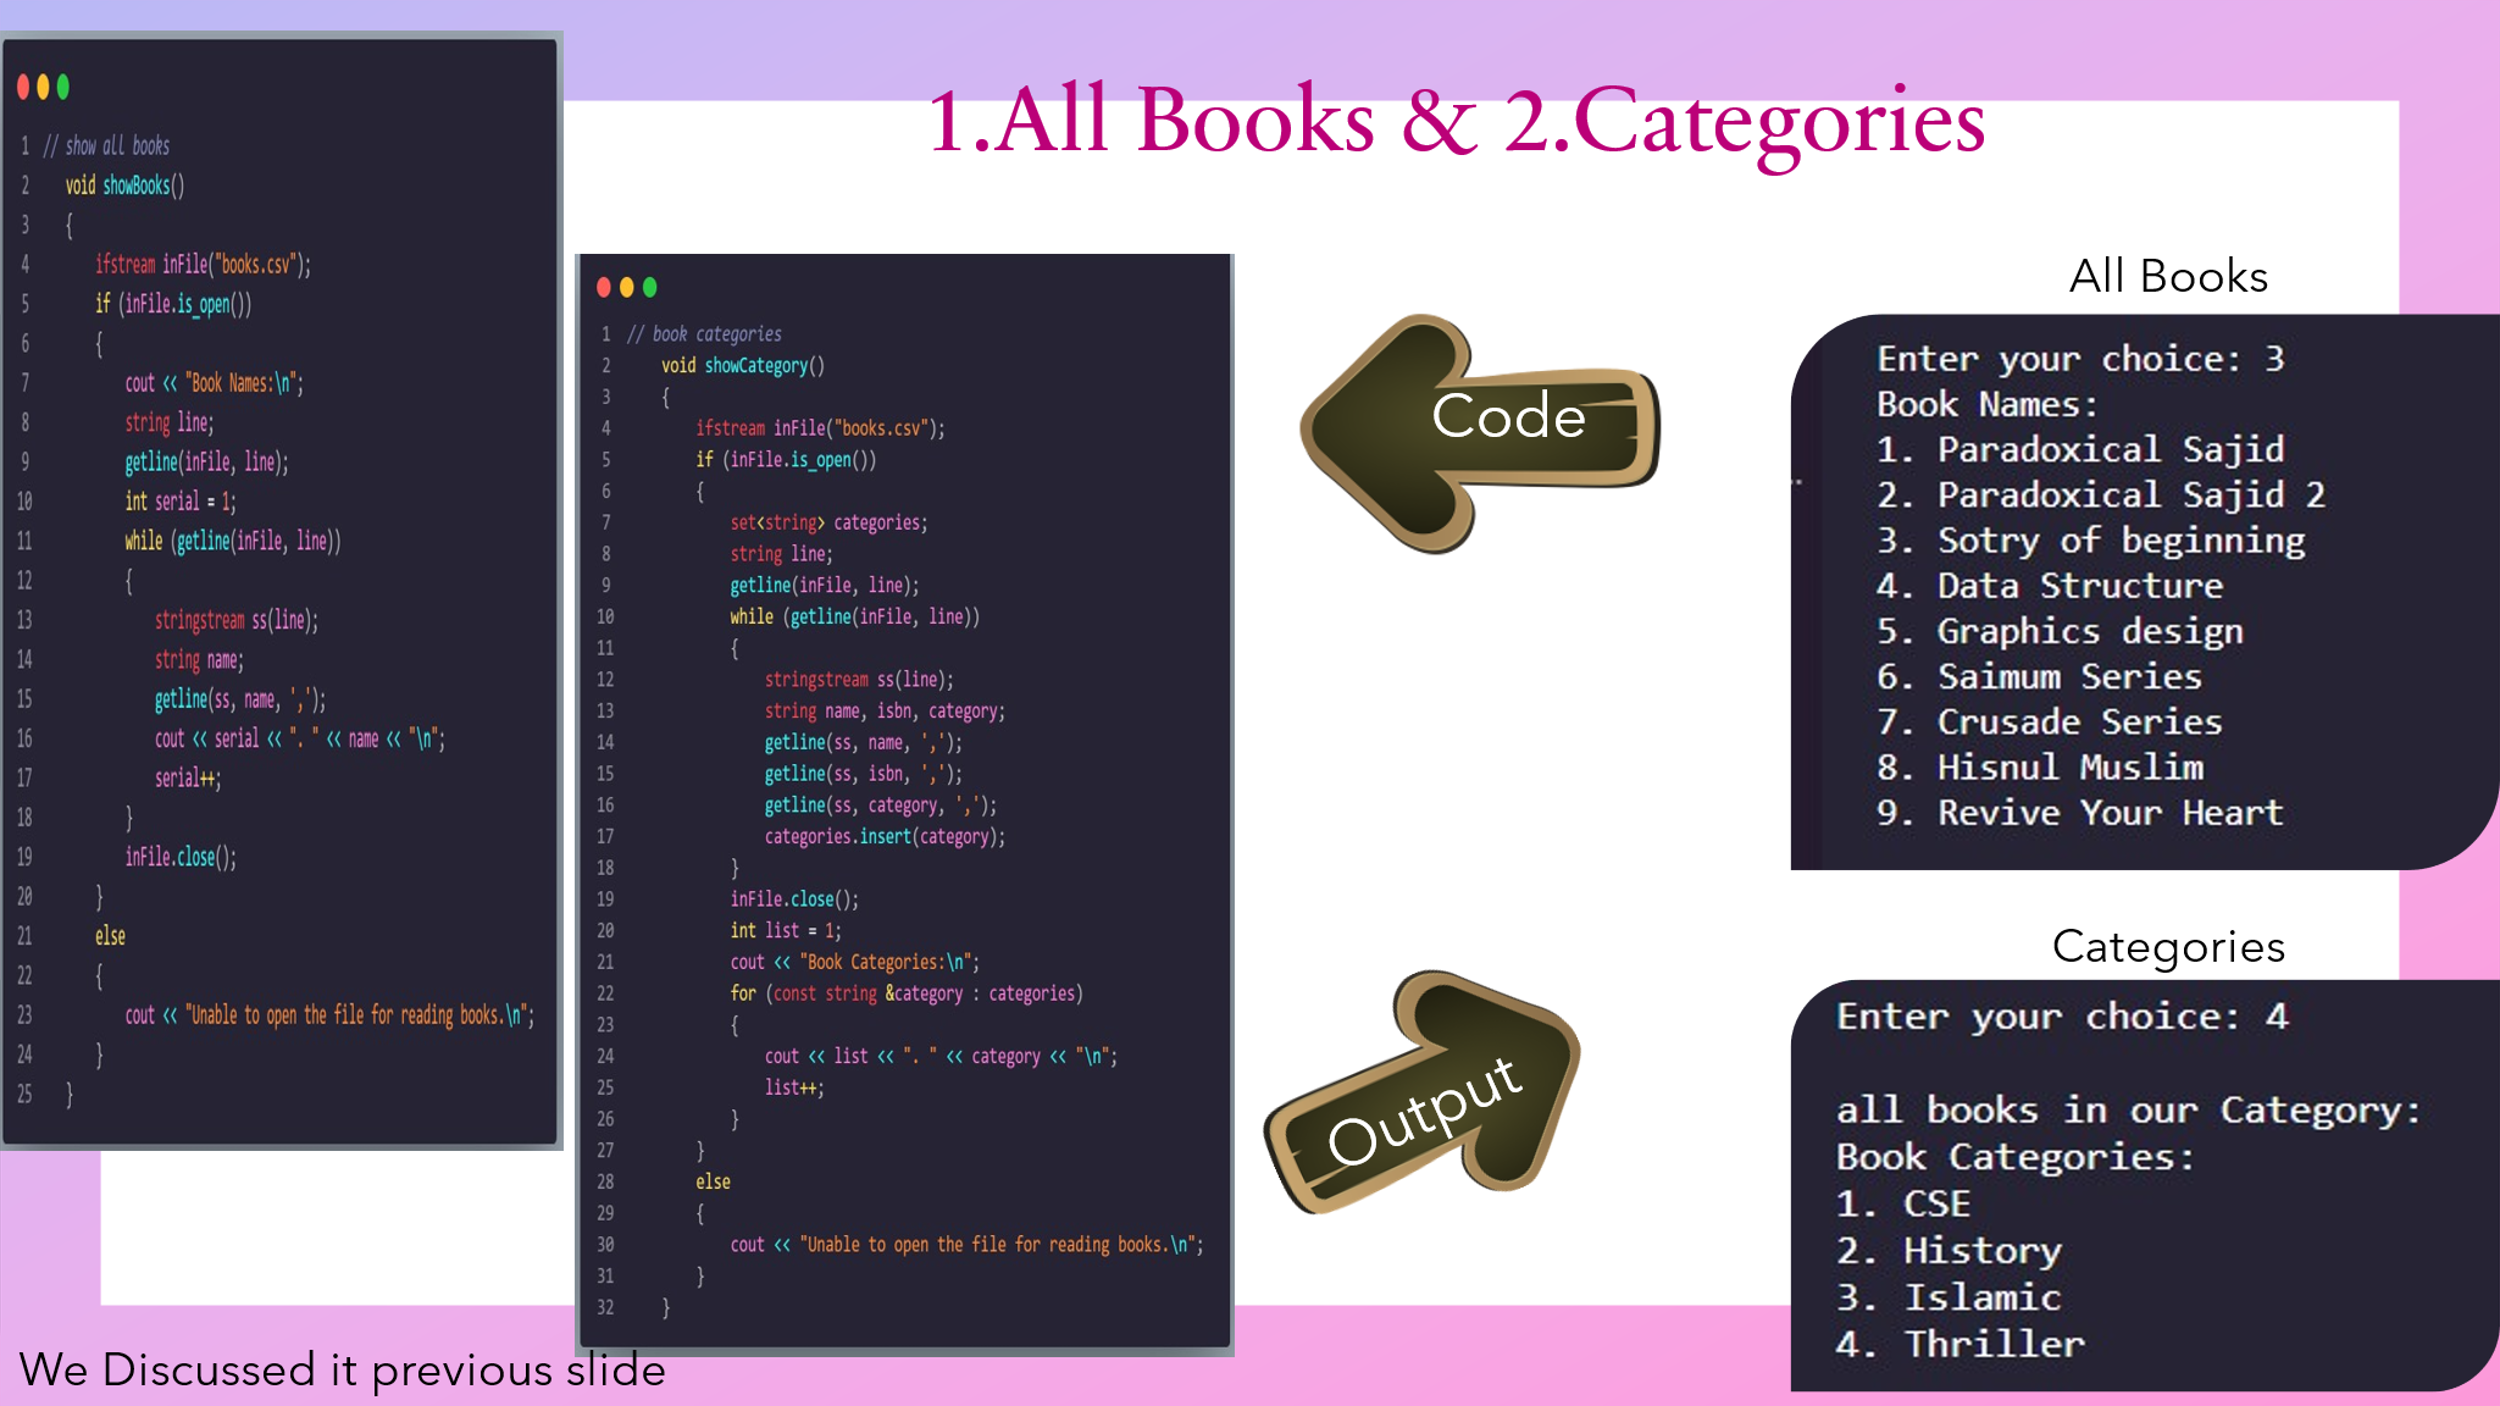 1.All Books & 2.Categories
1 // show all books
2 void showBooks()
3 {
4 ifstream inFile("books.csv");
5 if (inFile.is_open())
6 {
7 cout << "Book Names:\n";
8 string line;
9 getline(inFile, line);
10 int serial = 1;
11 while (getline(inFile, line))
12 {
13 stringstream ss(line);
14 string name;
15 getline(ss, name, ',');
16 cout << serial << ". " << name << "\n";
17 serial++;
18 }
19 inFile.close();
20 }
21 else
22 {
23 cout << "Unable to open the file for reading books.\n";
24 }
25 }
1 // book categories
2 void showCategory()
3 {
4 ifstream inFile("books.csv");
5 if (inFile.is_open())
6 {
7 set<string> categories;
8 string line;
9 getline(inFile, line);
10 while (getline(inFile, line))
11 {
12 stringstream ss(line);
13 string name, isbn, category;
14 getline(ss, name, ',');
15 getline(ss, isbn, ',');
16 getline(ss, category, ',');
17 categories.insert(category);
18 }
19 inFile.close();
20 int list = 1;
21 cout << "Book Categories:\n";
22 for (const string &category : categories)
23 {
24 cout << list << ". " << category << "\n";
25 list++;
26 }
27 }
28 else
29 {
30 cout << "Unable to open the file for reading books.\n";
31 }
32 }
Code
Output
All Books
Enter your choice: 3
Book Names:
1. Paradoxical Sajid
2. Paradoxical Sajid 2
3. Sotry of beginning
4. Data Structure
5. Graphics design
6. Saimum Series
7. Crusade Series
8. Hisnul Muslim
9. Revive Your Heart
Categories
Enter your choice: 4
all books in our Category:
Book Categories:
1. CSE
2. History
3. Islamic
4. Thriller
We Discussed it previous slide